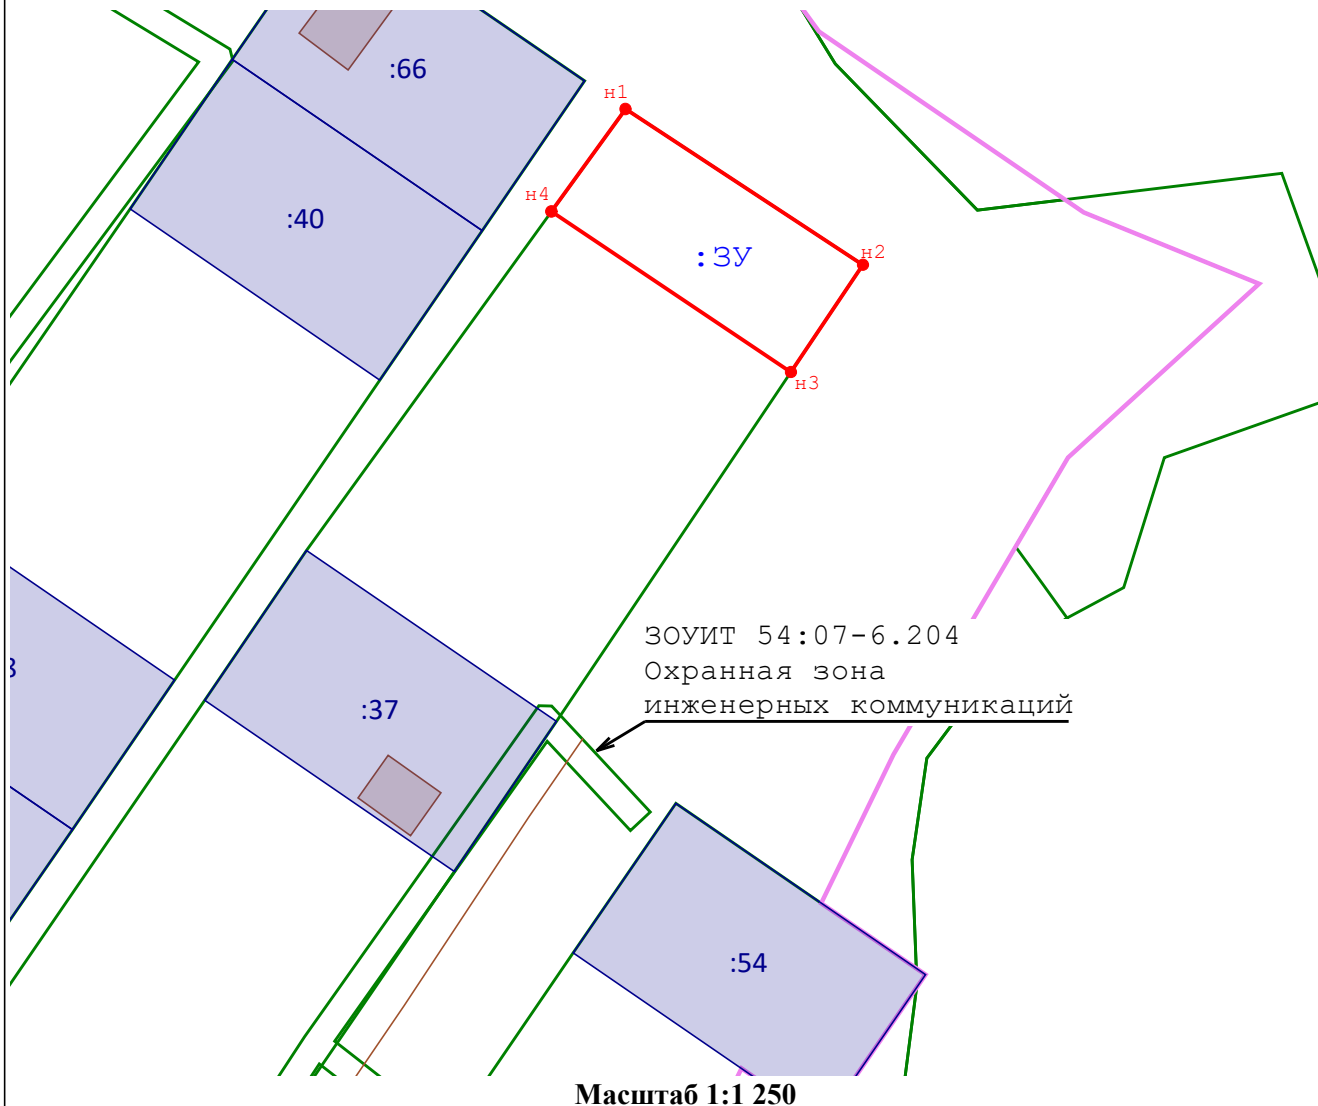 :66
н1
н4
:40
:ЗУ
н2
н3
ЗОУИТ 54:07-6.204
Охранная зона
инженерных коммуникаций
:37
:54
Масштаб 1:1 250